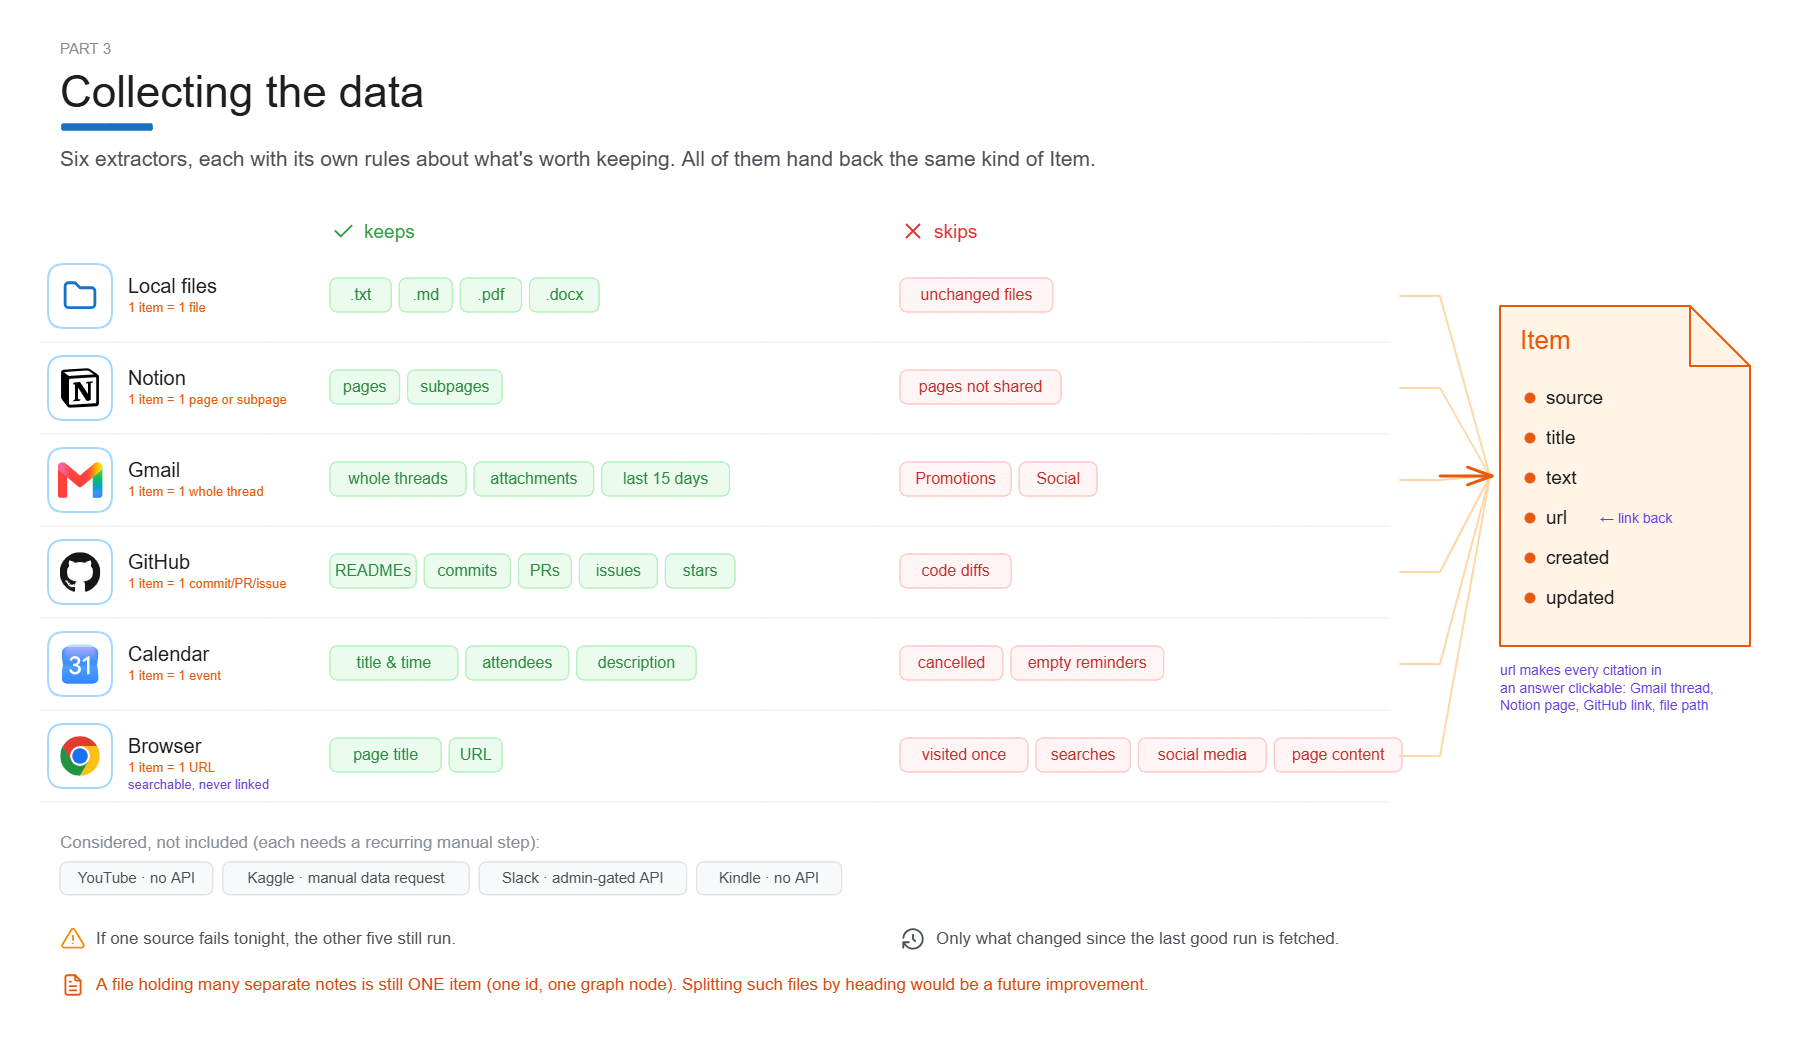 PART 3
Collecting the data
Six extractors, each with its own rules about what's worth keeping. All of them hand back the same kind of Item.
keeps
skips
Local files
1 item = 1 file
.txt
.md
.pdf
.docx
unchanged files
Notion
1 item = 1 page or subpage
pages
subpages
pages not shared
Gmail
1 item = 1 whole thread
whole threads
attachments
last 15 days
Promotions
Social
GitHub
1 item = 1 commit/PR/issue
READMEs
commits
PRs
issues
stars
code diffs
31
Calendar
1 item = 1 event
title & time
attendees
description
cancelled
empty reminders
Browser
1 item = 1 URL
searchable, never linked
page title
URL
visited once
searches
social media
page content
Item
source
title
text
url
← link back
created
updated
url makes every citation in
an answer clickable: Gmail thread,
Notion page, GitHub link, file path
Considered, not included (each needs a recurring manual step):
YouTube · no API
Kaggle · manual data request
Slack · admin-gated API
Kindle · no API
If one source fails tonight, the other five still run.
Only what changed since the last good run is fetched.
A file holding many separate notes is still ONE item (one id, one graph node). Splitting such files by heading would be a future improvement.